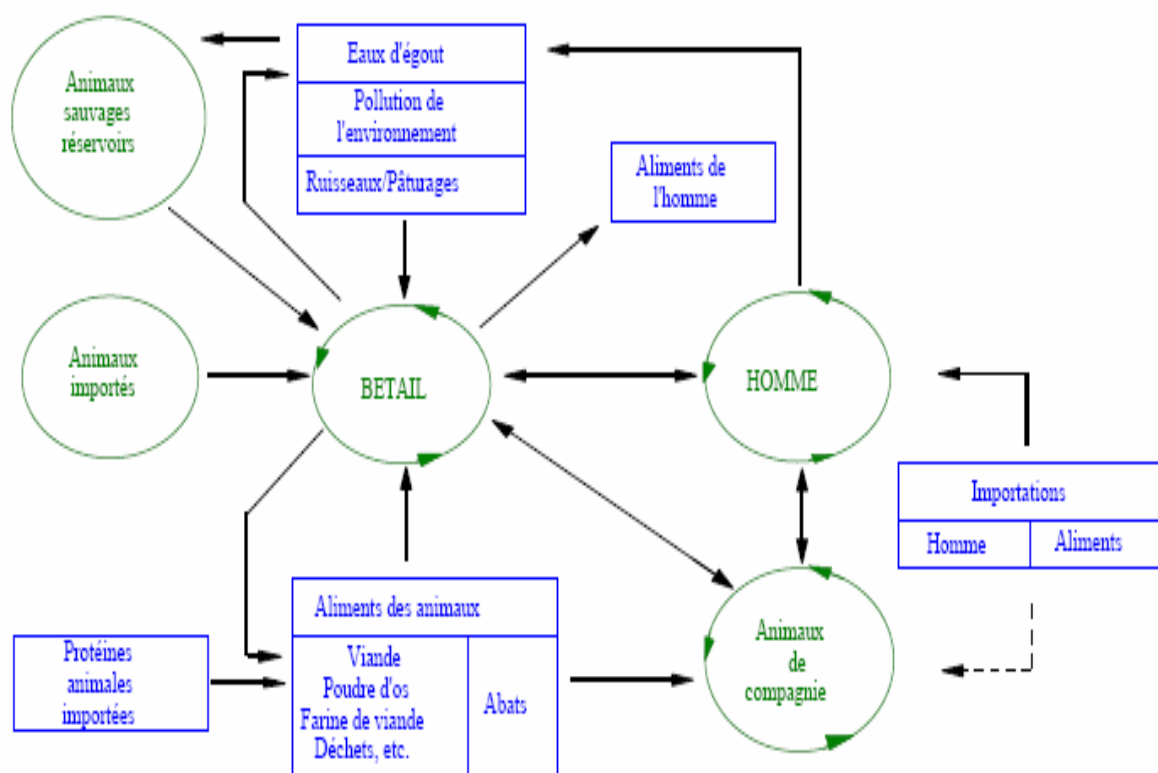 Animaux
sauvages
réservoirs
Eaux d'égout
Pollution de
l'environnement
Ruisseaux/Pâturages
Aliments de
l'homme
Animaux
importés
BETAIL
HOMME
Importations
Homme
Aliments
Protéines
animales
importées
Aliments des animaux
Viande
Poudre d'os
Farine de viande
Déchets, etc.
Abats
Animaux
de
compagnie